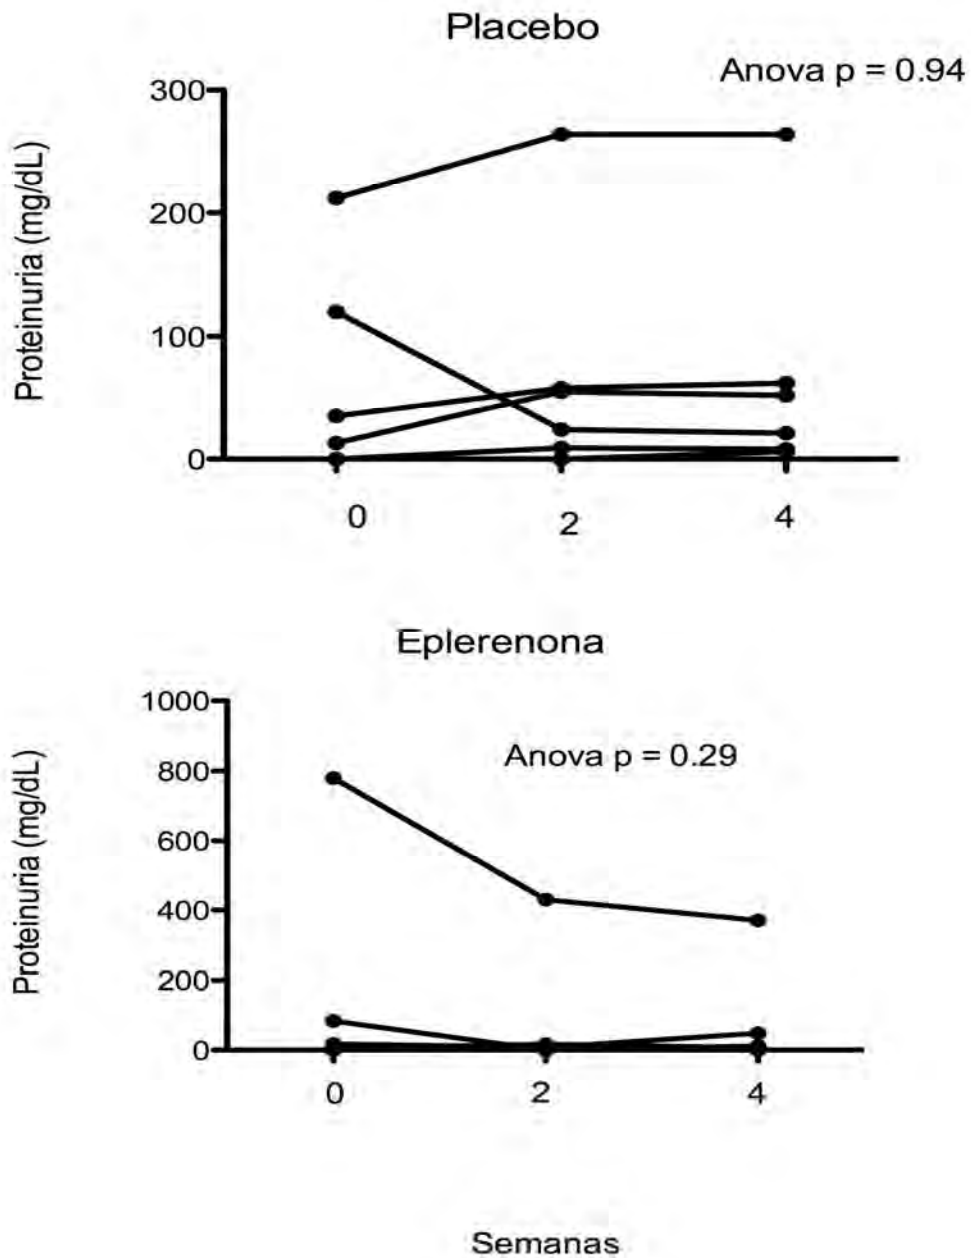 Placebo
Anova p = 0.94
Proteinuria (mg/dL)
300
200
100
0
0 2 4
Eplerenona
Anova p = 0.29
Proteinuria (mg/dL)
1000
800
600
400
200
0
0 2 4
Semanas